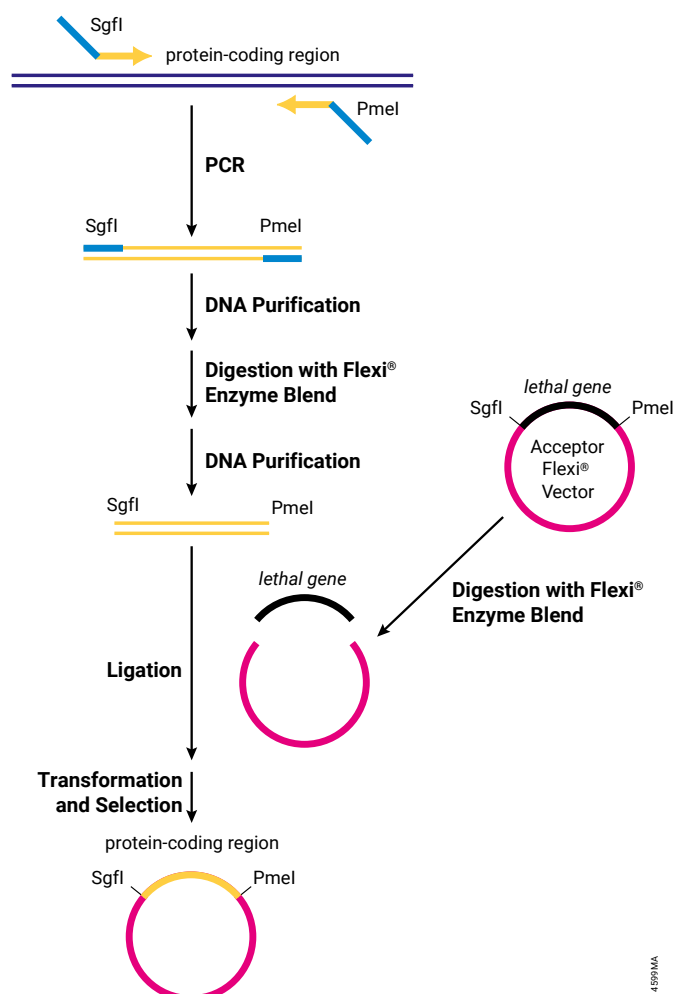 SgfI
protein-coding region
PmeI
PCR
SgfI
PmeI
DNA Purification
Digestion with Flexi®
Enzyme Blend
lethal gene
SgfI
PmeI
Acceptor
Flexi®
Vector
DNA Purification
SgfI
PmeI
lethal gene
Digestion with Flexi®
Enzyme Blend
Ligation
Transformation
and Selection
protein-coding region
SgfI
PmeI
4599MA